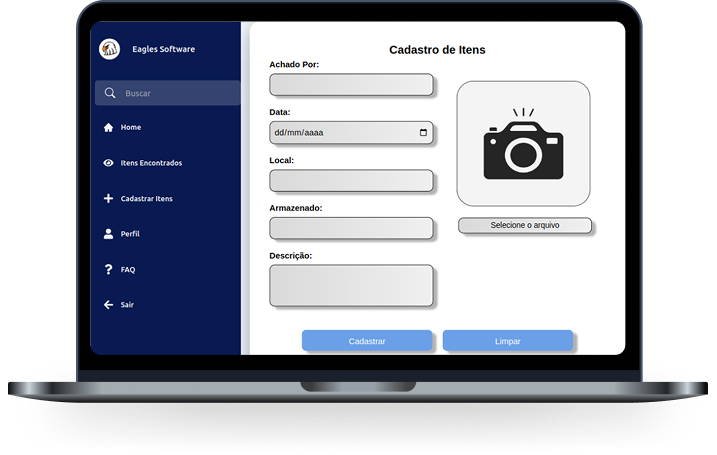 Eagles Software
Buscar
Home
Itens Encontrados
Cadastrar Itens
Perfil
FAQ
Sair
Cadastro de Itens
Achado Por:
Data:
dd/mm/aaaa
Local:
Armazenado:
Descrição:
Selecione o arquivo
Cadastrar
Limpar